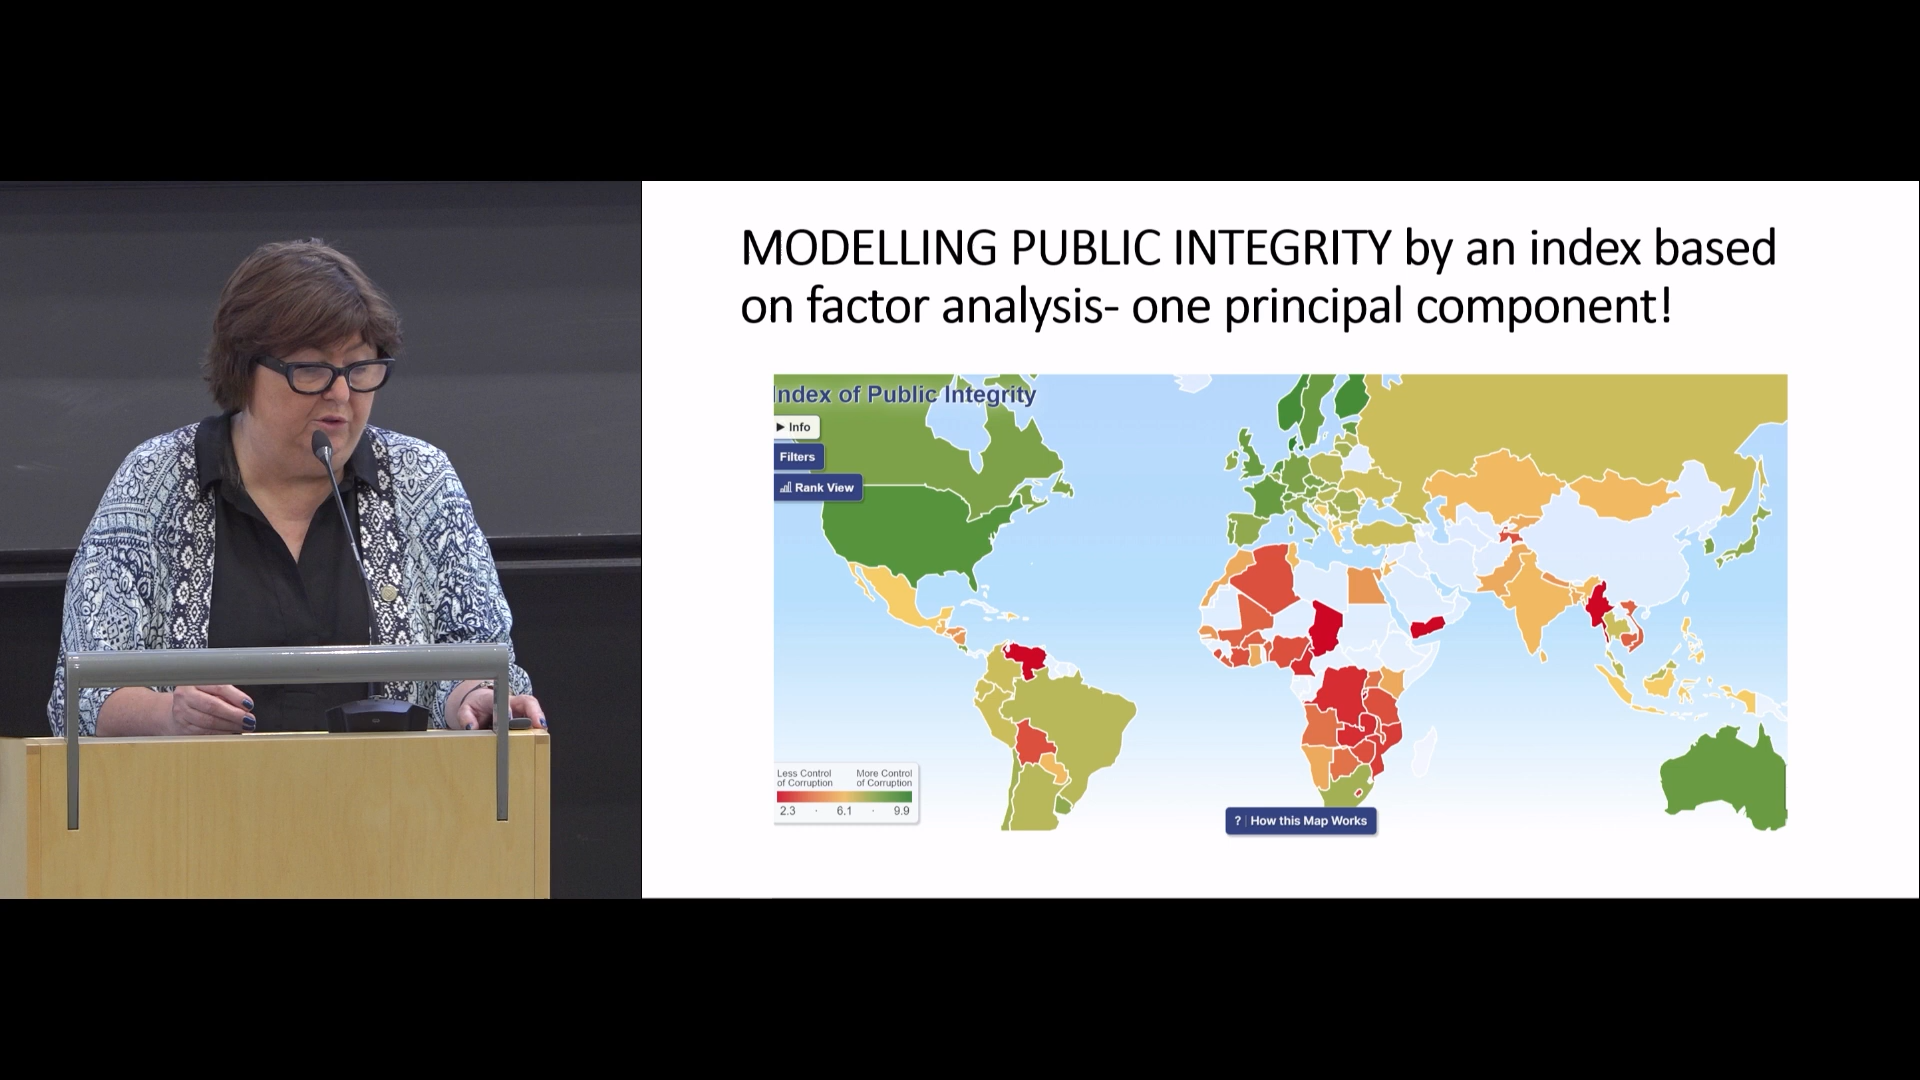 MODELLING PUBLIC INTEGRITY by an index based
on factor analysis- one principal component!
Index of Public Integrity
► Info
Filters
Rank View
Less Control of Corruption
More Control of Corruption
2.3 · 6.1 · 9.9
? | How this Map Works